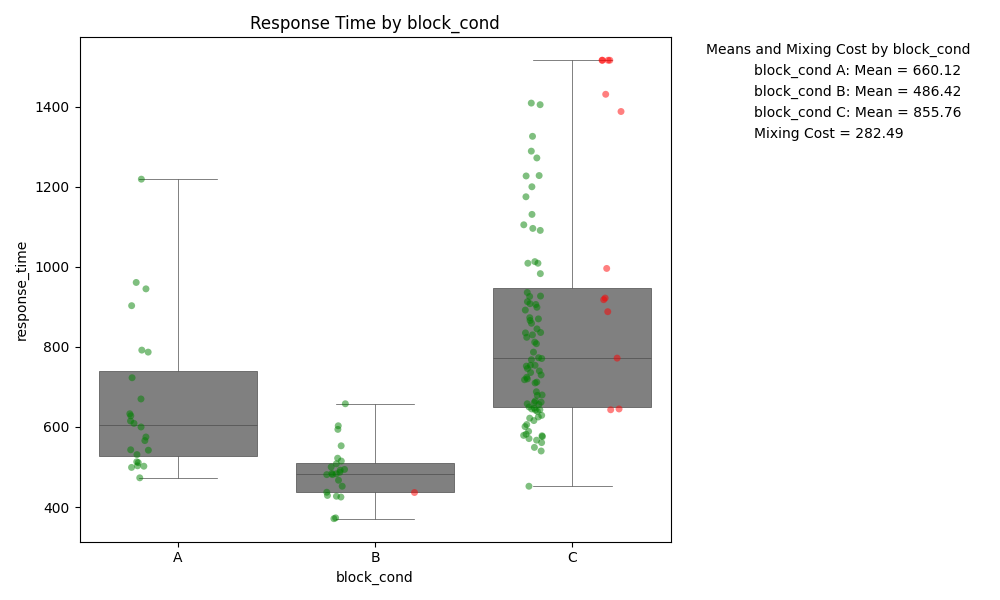 Response Time by block_cond
Means and Mixing Cost by block_cond
block_cond A: Mean = 660.12
block_cond B: Mean = 486.42
block_cond C: Mean = 855.76
Mixing Cost = 282.49
response_time
1400
1200
1000
800
600
400
A
B
C
block_cond